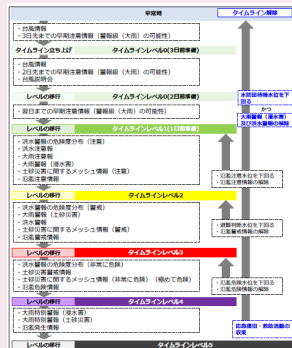 平常時
タイムライン解除
・台風情報
・3日先までの早期注意情報（警報級（大雨）の可能性）
タイムライン立ち上げ
タイムラインレベル0(3日前準備)
・台風情報
・2日先までの早期注意情報（警報級（大雨）の可能性）
・台風説明会
レベルの移行
タイムラインレベル0(2日前準備)
・翌日までの早期注意情報（警報級（大雨）の可能性）
レベルの移行
タイムラインレベル1(1日前準備)
・洪水警報の危険度分布（注意）
・洪水注意報
・大雨注意報
・大雨警報（浸水害）
・土砂災害に関するメッシュ情報（注意）
・氾濫注意情報
レベルの移行
タイムラインレベル2
・洪水警報の危険度分布（警戒）
・大雨警報（土砂災害）
・洪水警報
・土砂災害に関するメッシュ情報（警戒）
・氾濫警戒情報
レベルの移行
タイムラインレベル3
・洪水警報の危険度分布（非常に危険）
・土砂災害警戒情報
・土砂災害に関するメッシュ情報（非常に危険）（極めて危険）
・氾濫危険情報
レベルの移行
タイムラインレベル4
・大雨特別警報（浸水害）
・大雨特別警報（土砂災害）
・氾濫発生情報
レベルの移行
タイムラインレベル5
水防団待機水位を下
回る
かつ
大雨警報（浸水害）
及び洪水警報の解除
・氾濫注意水位を下回る
・氾濫注意情報の解除
・避難判断水位を下回る
・氾濫警戒情報の解除
・氾濫危険水位を下回る
・氾濫危険情報の解除
応急復旧・救助活動の
収束